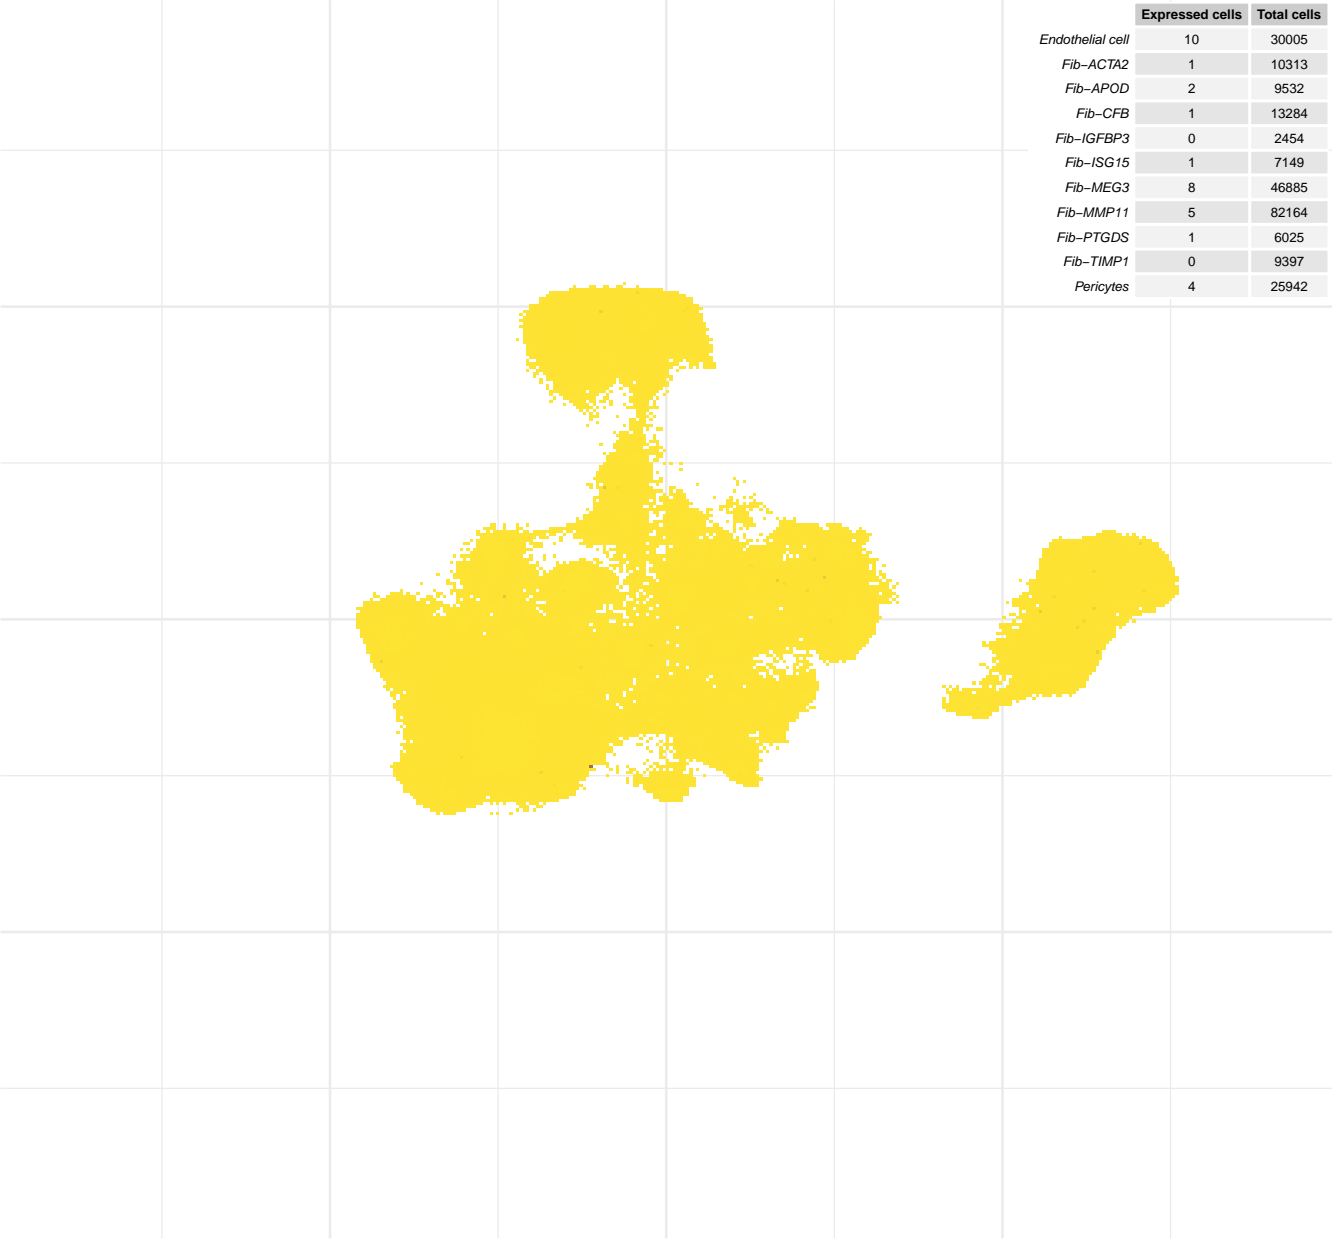 Expressed cells Total cells
Endothelial cell 10 30005
Fib−ACTA2 1 10313
Fib−APOD 2 9532
Fib−CFB 1 13284
Fib−IGFBP3 0 2454
Fib−ISG15 1 7149
Fib−MEG3 8 46885
Fib−MMP11 5 82164
Fib−PTGDS 1 6025
Fib−TIMP1 0 9397
Pericytes 4 25942